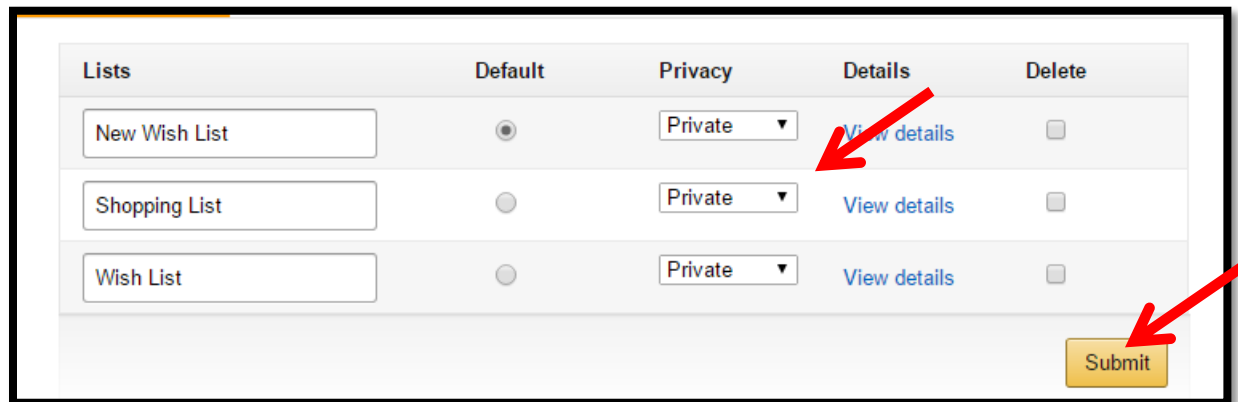 Lists Default Privacy Details Delete
New Wish List Private View details
Shopping List Private View details
Wish List Private View details
Submit